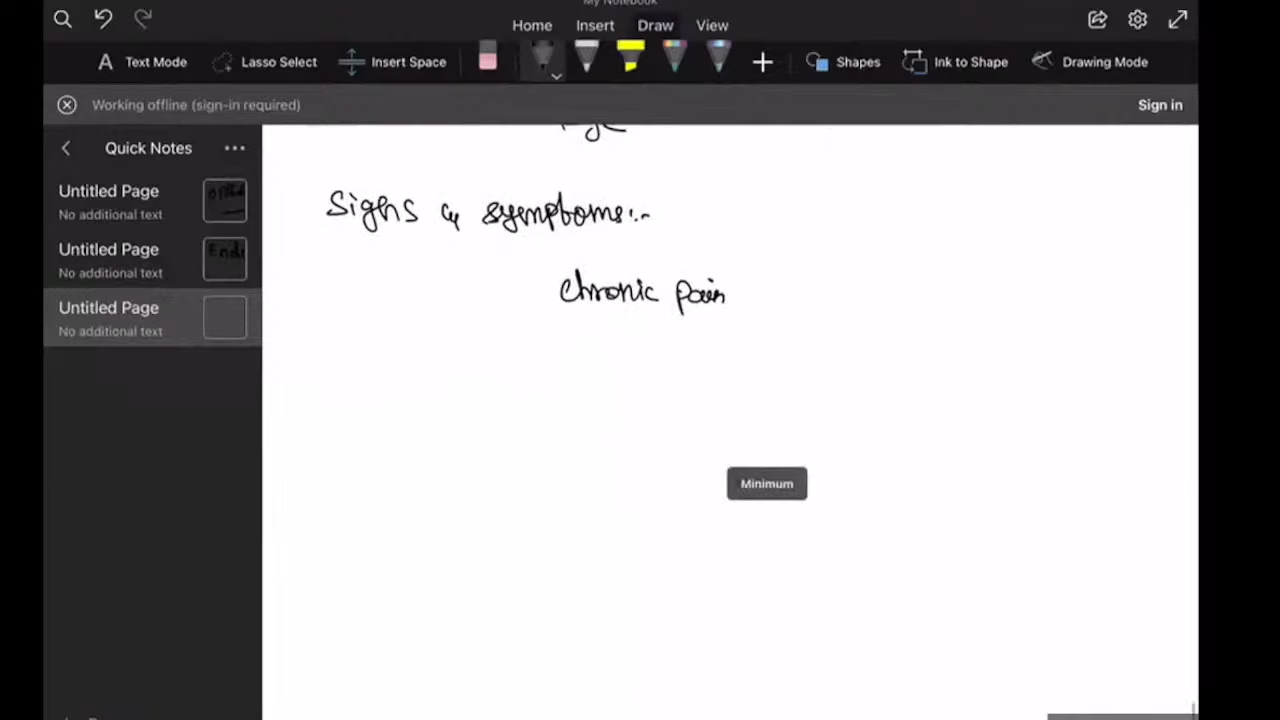 My Notebook
Home Insert Draw View
Text Mode Lasso Select Insert Space Shapes Ink to Shape Drawing Mode
Working offline (sign-in required) Sign in
Quick Notes
Untitled Page
No additional text
Untitled Page
No additional text
Untitled Page
No additional text
Signs & symptoms:-
chronic pain
Minimum